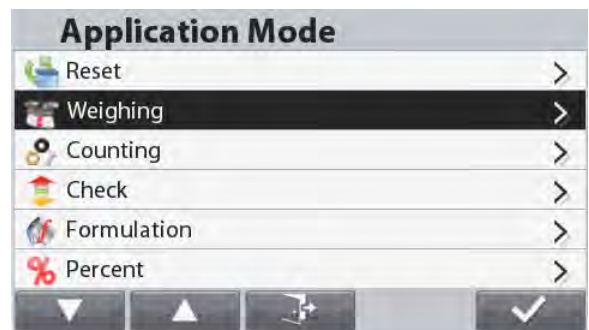 Application Mode
Reset
Weighing
Counting
Check
Formulation
Percent